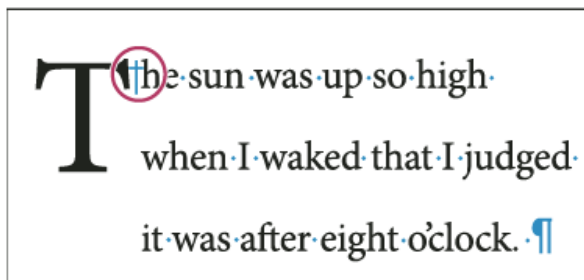 The sun was up so high
when I waked that I judged
it was after eight o’clock. ¶